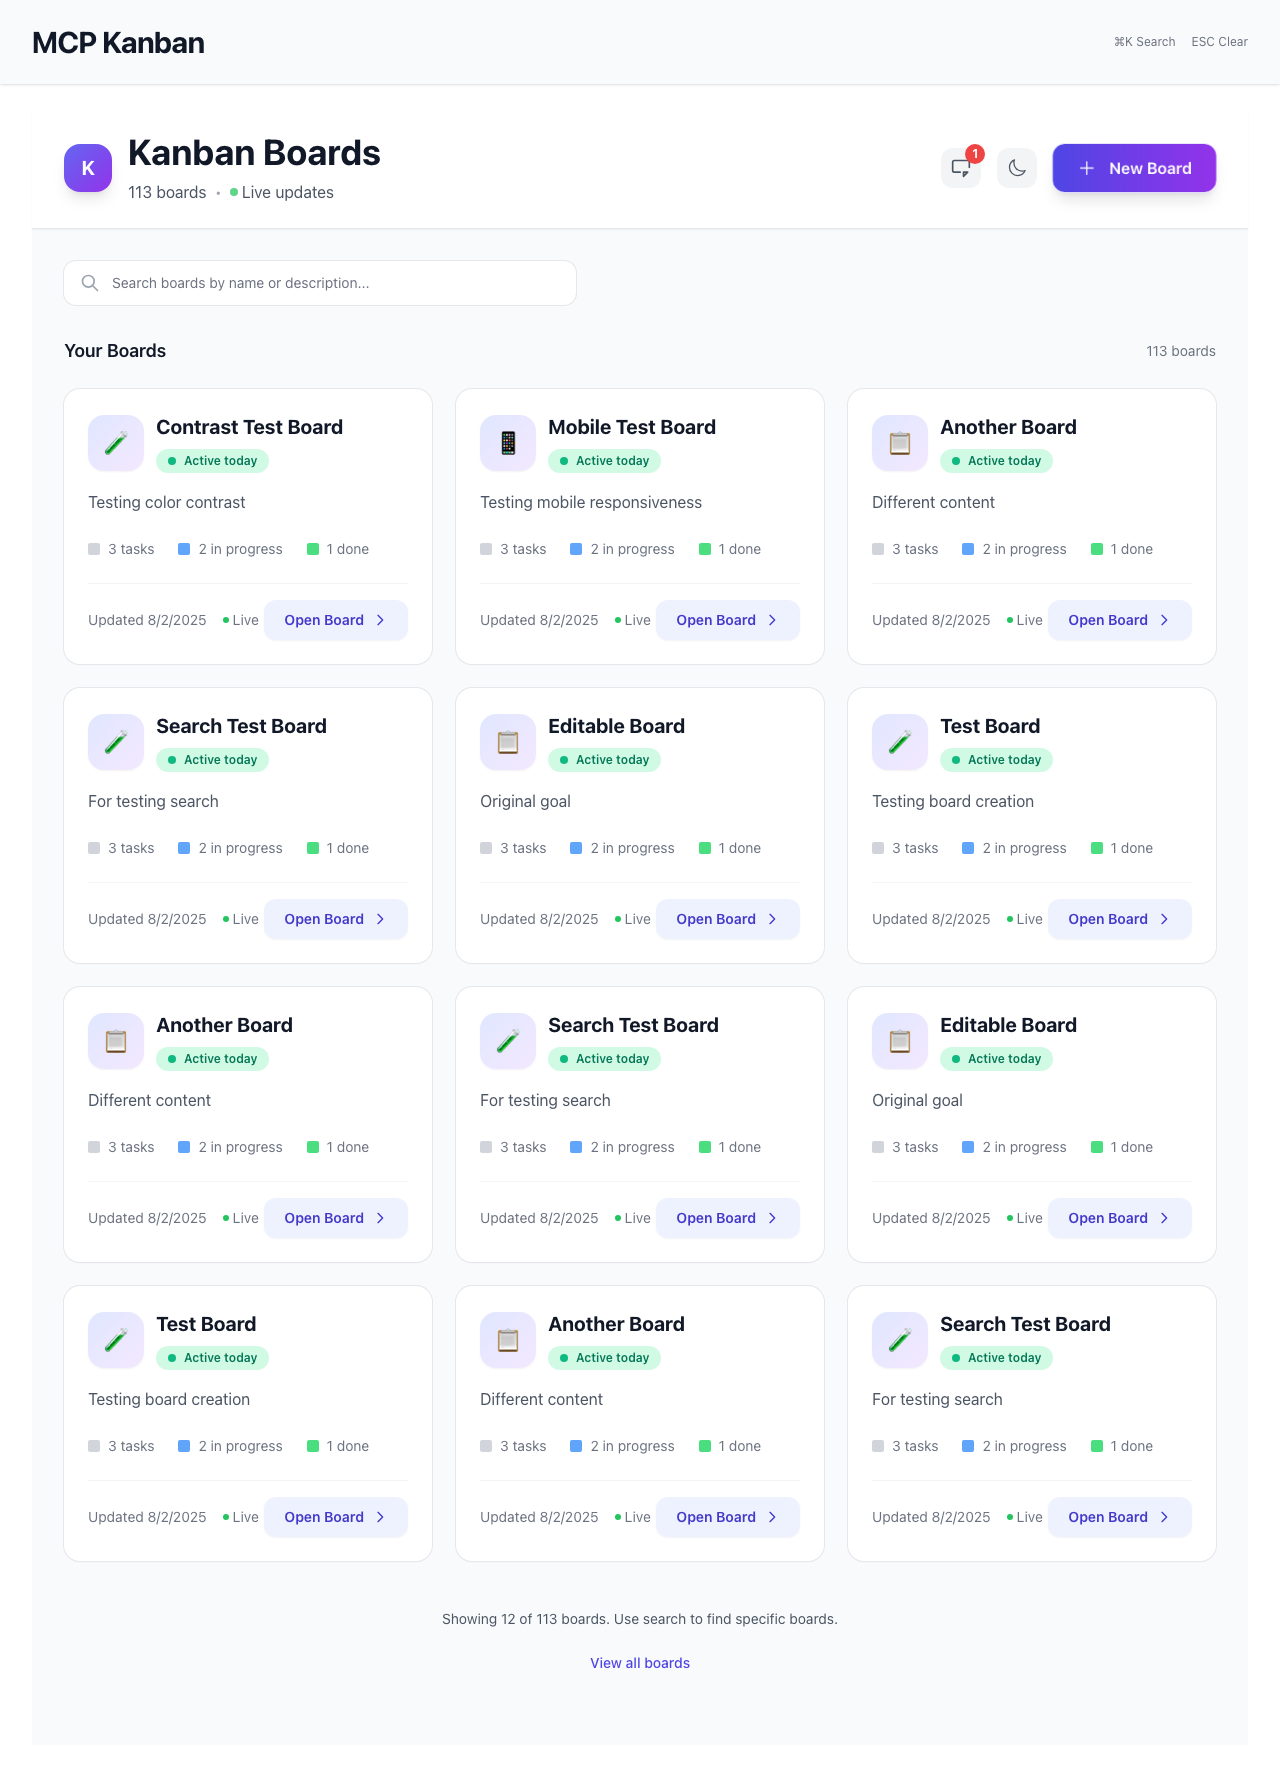 MCP Kanban
⌘K Search ESC Clear
K
Kanban Boards
113 boards • Live updates
1
New Board
Search boards by name or description...
Your Boards
113 boards
Contrast Test Board
Active today
Testing color contrast
3 tasks 2 in progress 1 done
Updated 8/2/2025 Live Open Board
Mobile Test Board
Active today
Testing mobile responsiveness
3 tasks 2 in progress 1 done
Updated 8/2/2025 Live Open Board
Another Board
Active today
Different content
3 tasks 2 in progress 1 done
Updated 8/2/2025 Live Open Board
Search Test Board
Active today
For testing search
3 tasks 2 in progress 1 done
Updated 8/2/2025 Live Open Board
Editable Board
Active today
Original goal
3 tasks 2 in progress 1 done
Updated 8/2/2025 Live Open Board
Test Board
Active today
Testing board creation
3 tasks 2 in progress 1 done
Updated 8/2/2025 Live Open Board
Another Board
Active today
Different content
3 tasks 2 in progress 1 done
Updated 8/2/2025 Live Open Board
Search Test Board
Active today
For testing search
3 tasks 2 in progress 1 done
Updated 8/2/2025 Live Open Board
Editable Board
Active today
Original goal
3 tasks 2 in progress 1 done
Updated 8/2/2025 Live Open Board
Test Board
Active today
Testing board creation
3 tasks 2 in progress 1 done
Updated 8/2/2025 Live Open Board
Another Board
Active today
Different content
3 tasks 2 in progress 1 done
Updated 8/2/2025 Live Open Board
Search Test Board
Active today
For testing search
3 tasks 2 in progress 1 done
Updated 8/2/2025 Live Open Board
Showing 12 of 113 boards. Use search to find specific boards.
View all boards